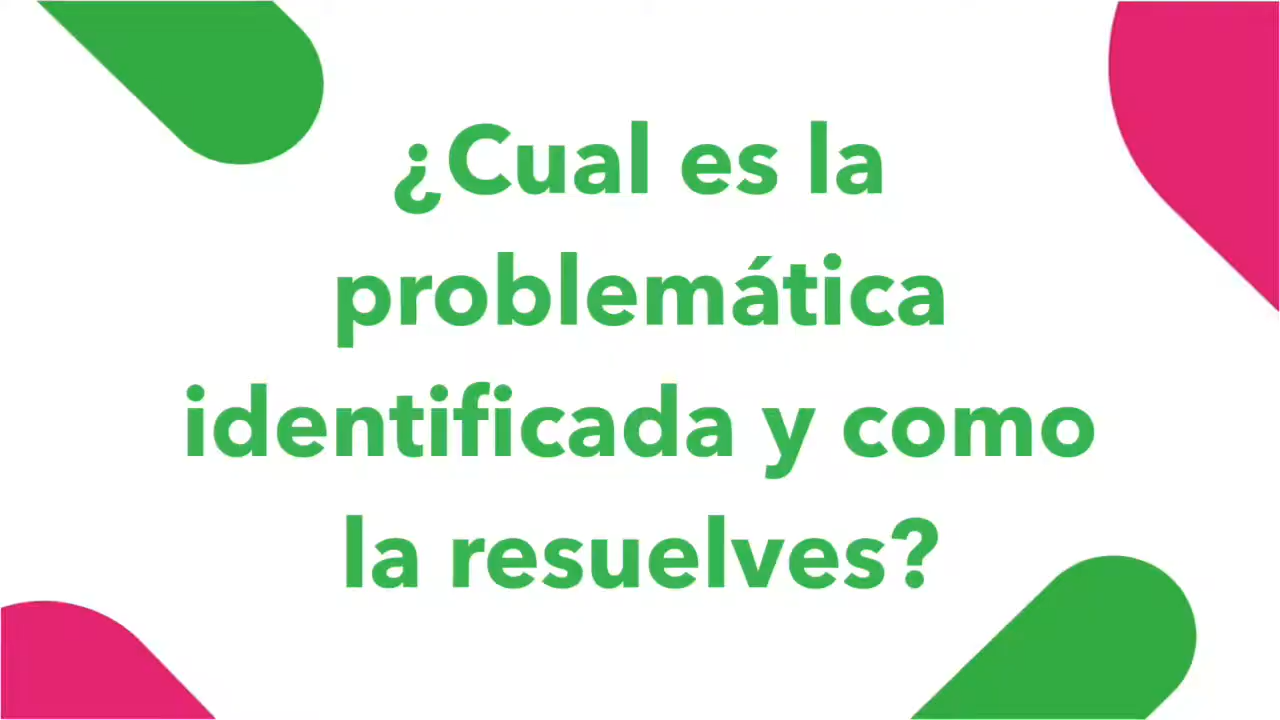 ¿Cual es la
problemática
identificada y como
la resuelves?